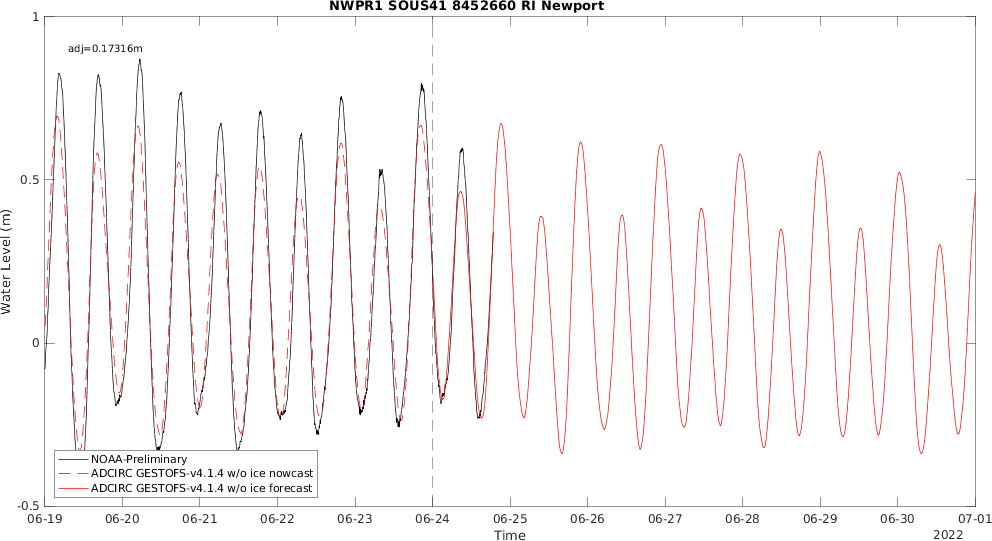 NWPR1 SOUS41 8452660 RI Newport
adj=0.17316m
1
0.5
0
-0.5
Water Level (m)
NOAA-Preliminary
ADCIRC GESTOFS-v4.1.4 w/o ice nowcast
ADCIRC GESTOFS-v4.1.4 w/o ice forecast
06-19 06-20 06-21 06-22 06-23 06-24 06-25 06-26 06-27 06-28 06-29 06-30 07-01
Time
2022